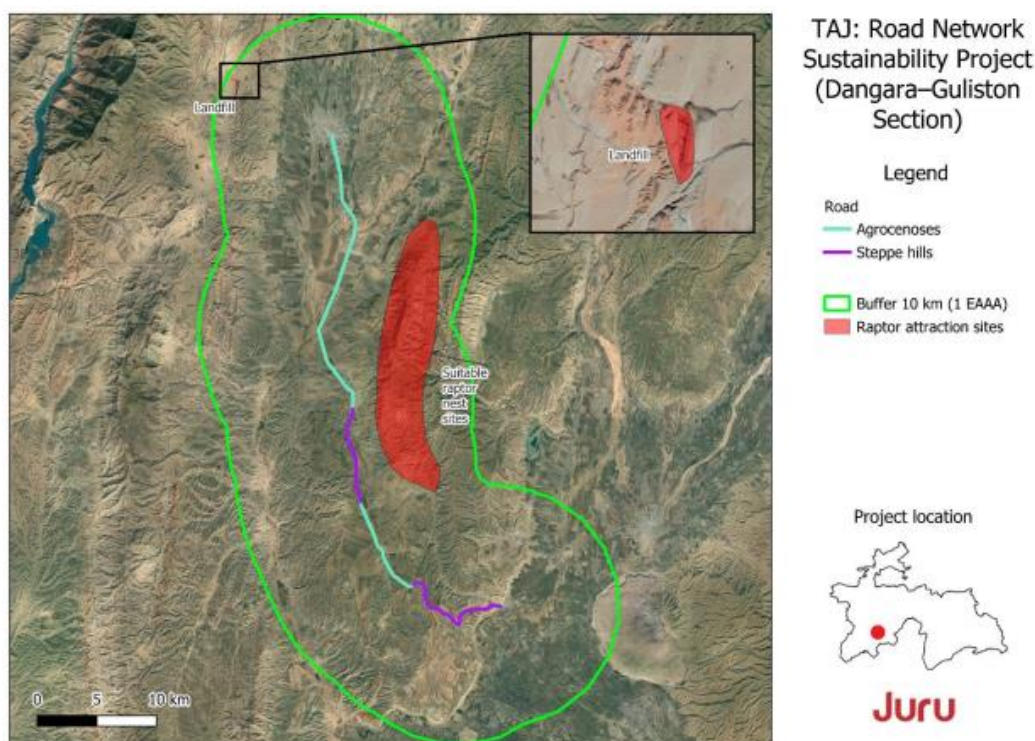 TAJ: Road Network
Sustainability Project
(Dangara–Guliston
Section)
Legend
Road
Agrocenoses
Steppe hills
Buffer 10 km (1 EAAA)
Raptor attraction sites
Landfill
Landfill
Suitable
raptor
nest
sites
0 5 10 km
Project location
Juru